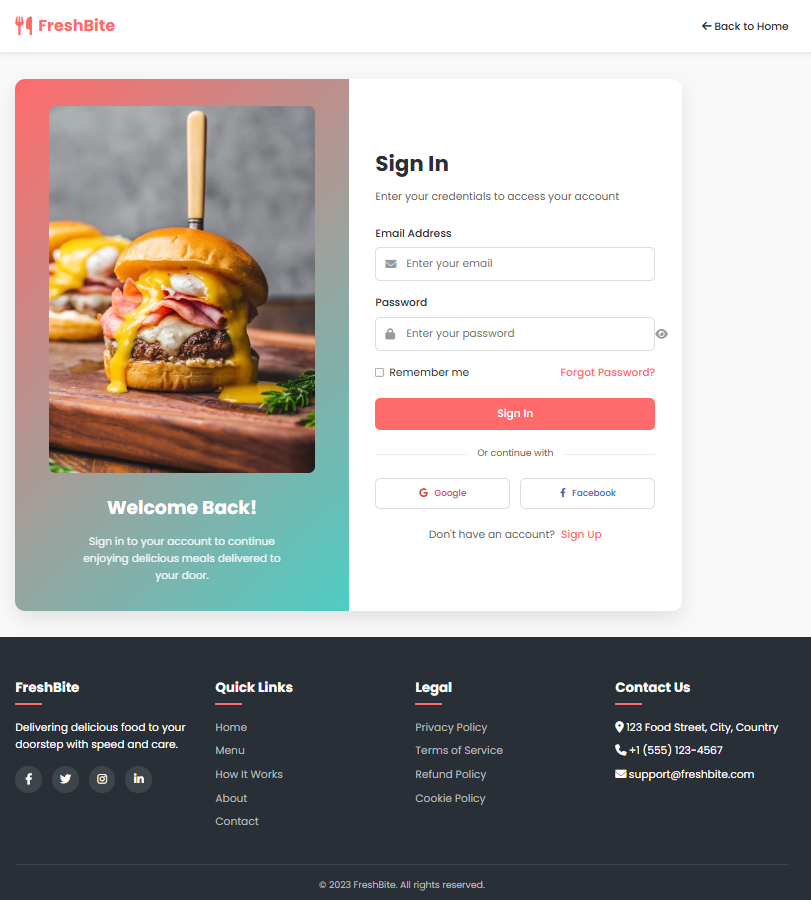 FreshBite
Back to Home
Sign In
Enter your credentials to access your account
Email Address
Enter your email
Password
Enter your password
Remember me
Forgot Password?
Sign In
Or continue with
Google
Facebook
Don't have an account? Sign Up
Welcome Back!
Sign in to your account to continue
enjoying delicious meals delivered to
your door.
FreshBite
Delivering delicious food to your
doorstep with speed and care.
Quick Links
Home
Menu
How It Works
About
Contact
Legal
Privacy Policy
Terms of Service
Refund Policy
Cookie Policy
Contact Us
123 Food Street, City, Country
+1 (555) 123-4567
support@freshbite.com
© 2023 FreshBite. All rights reserved.